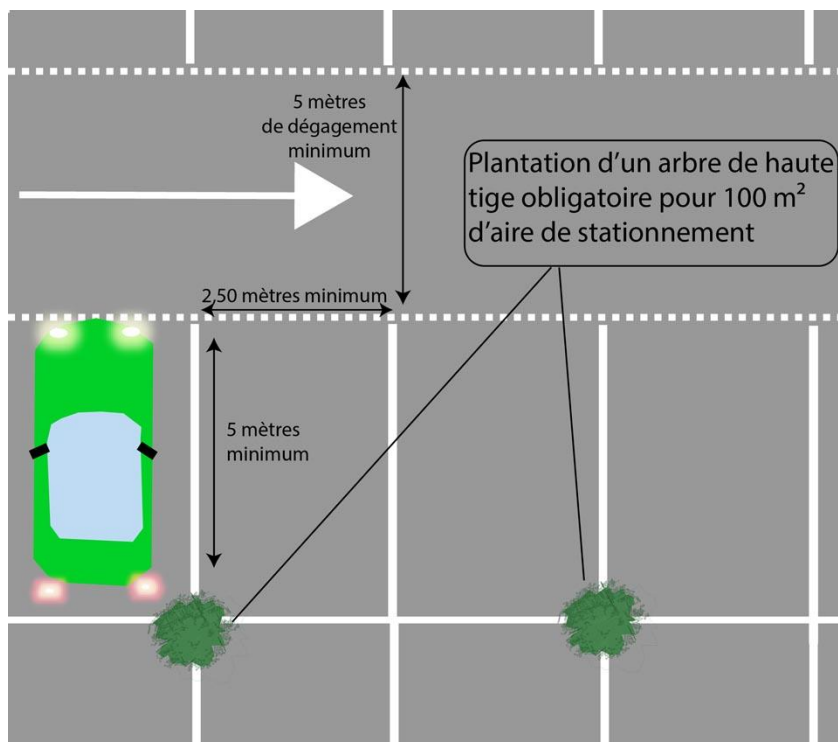 5 mètres
de dégagement
minimum
Plantation d’un arbre de haute
tige obligatoire pour 100 m²
d’aire de stationnement
2,50 mètres minimum
5 mètres
minimum